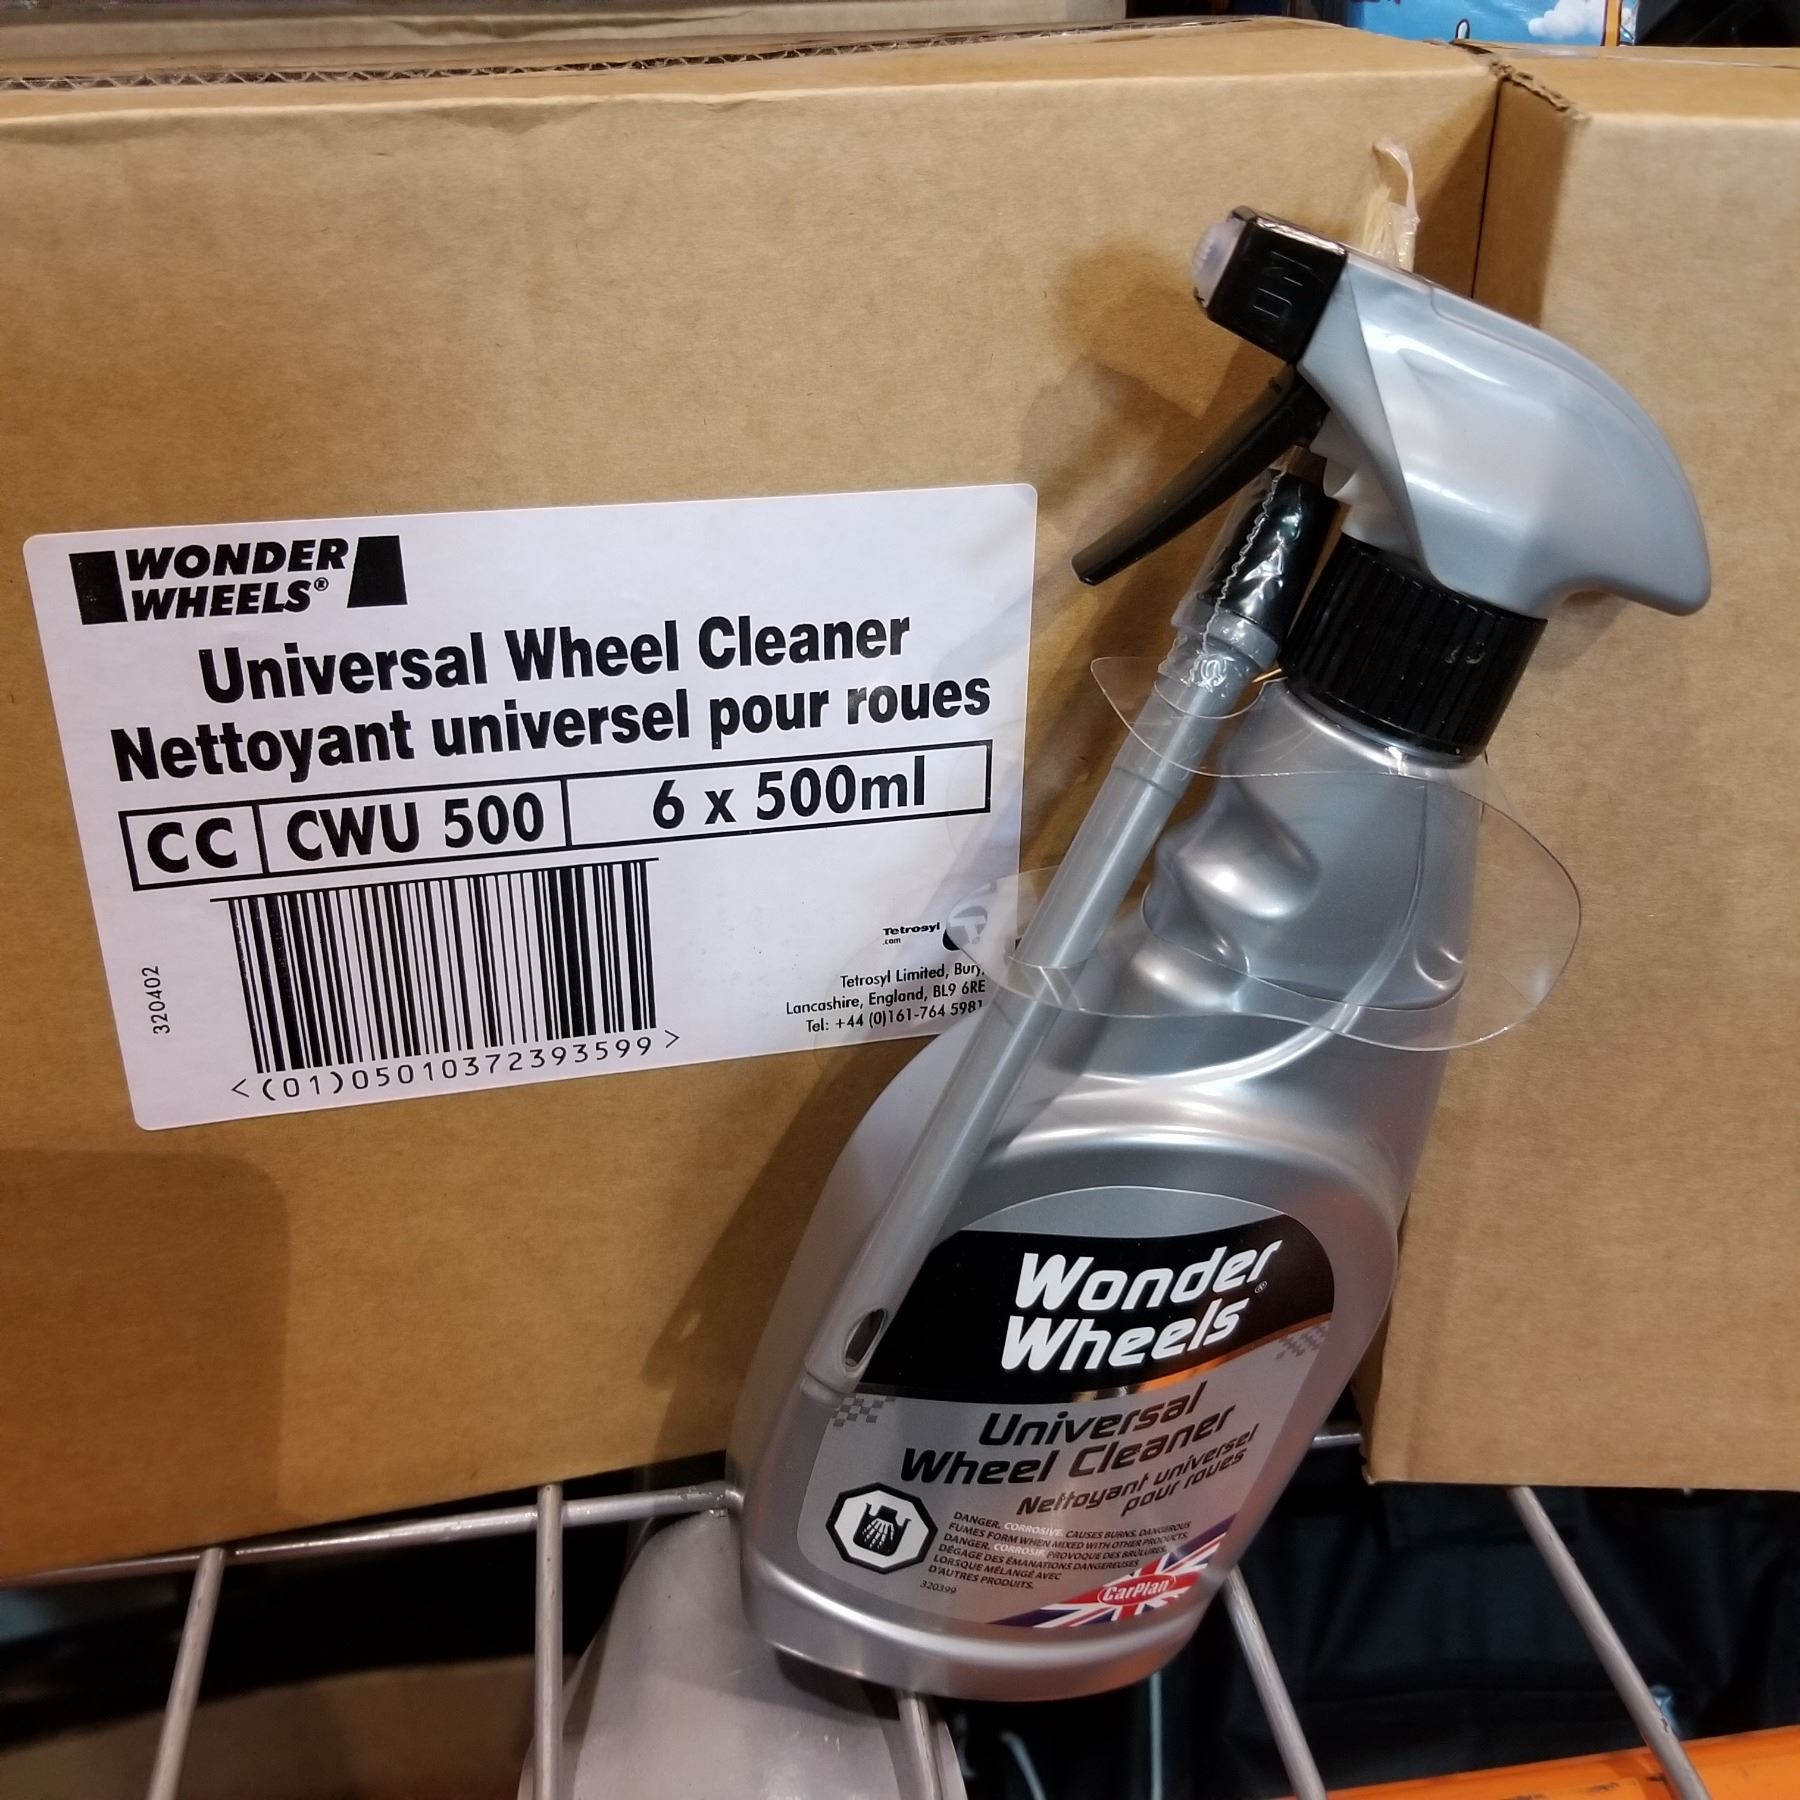 WONDER
WHEELS®
Universal Wheel Cleaner
Nettoyant universel pour roues
CC CWU 500 6 x 500ml
320402
<(01)05010372393599>
Tetrosyl
.com
Tetrosyl Limited, Bury,
Lancashire, England, BL9 6RE
Tel: +44 (0)161-764 5981
ON
Wonder
Wheels®
Universal
Wheel Cleaner
Nettoyant universel
pour roues
DANGER. CORROSIVE. CAUSES BURNS. DANGEROUS
FUMES FORM WHEN MIXED WITH OTHER PRODUCTS.
DANGER. CORROSIF. PROVOQUE DES BRÛLURES.
DÉGAGE DES ÉMANATIONS DANGEREUSES
LORSQUE MÉLANGÉ AVEC
D'AUTRES PRODUITS.
320399
CarPlan